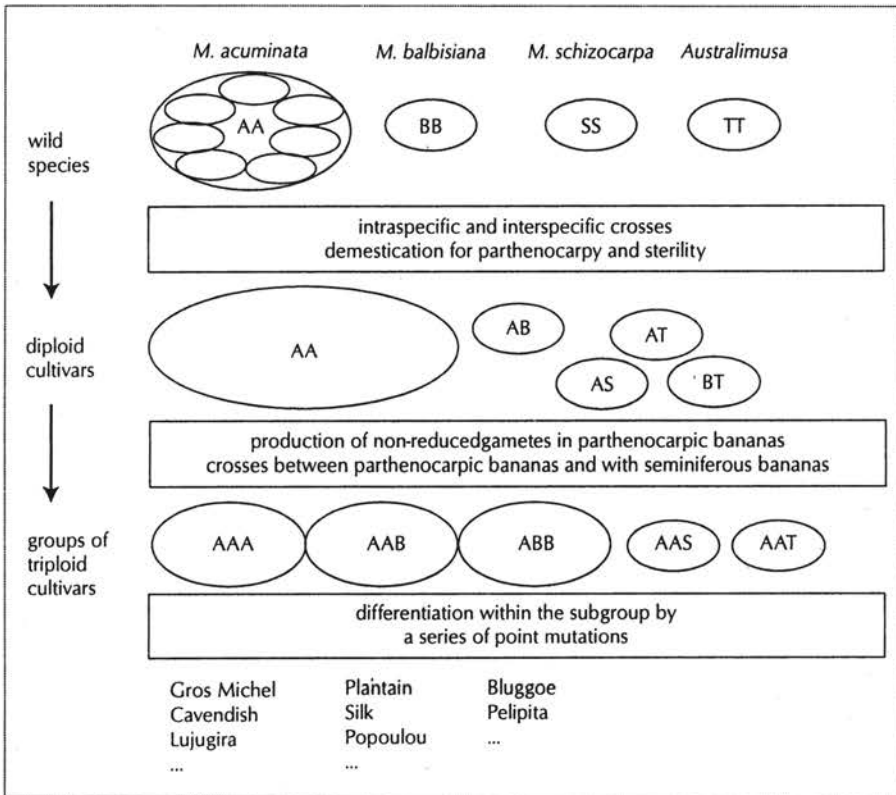 M. acuminata M. balbisiana M. schizocarpa Australimusa
wild
species
AA BB SS TT
intraspecific and interspecific crosses
demestication for parthenocarpy and sterility
diploid
cultivars
AA AB AT
AS BT
production of non-reducedgametes in parthenocarpic bananas
crosses between parthenocarpic bananas and with seminiferous bananas
groups of
triploid
cultivars
AAA AAB ABB AAS AAT
differentiation within the subgroup by
a series of point mutations
Gros Michel Plantain Bluggoe
Cavendish Silk Pelipita
Lujugira Popoulou ...
... ...